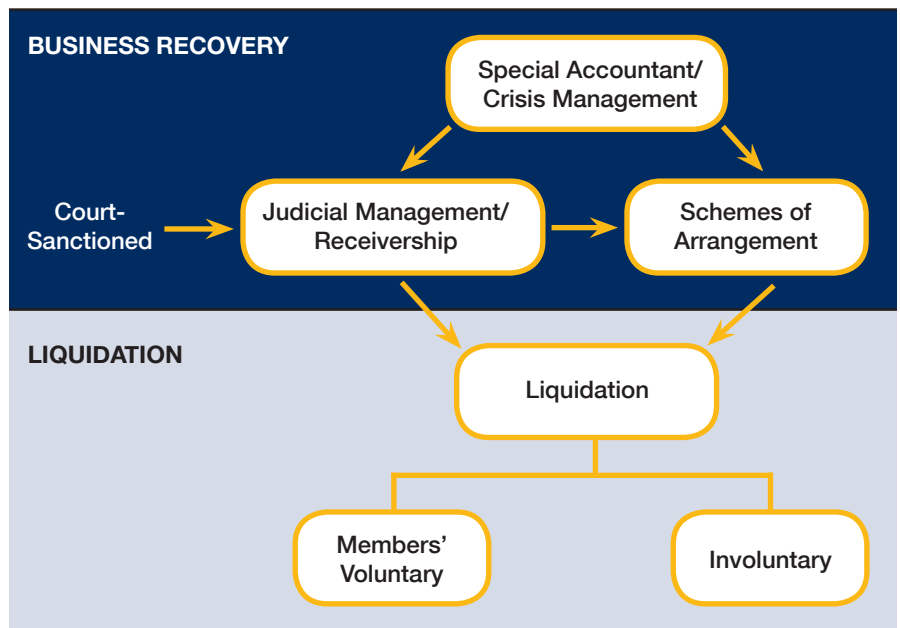 BUSINESS RECOVERY
Special Accountant/
Crisis Management
Court-
Sanctioned
Judicial Management/
Receivership
Schemes of
Arrangement
LIQUIDATION
Liquidation
Members’
Voluntary
Involuntary